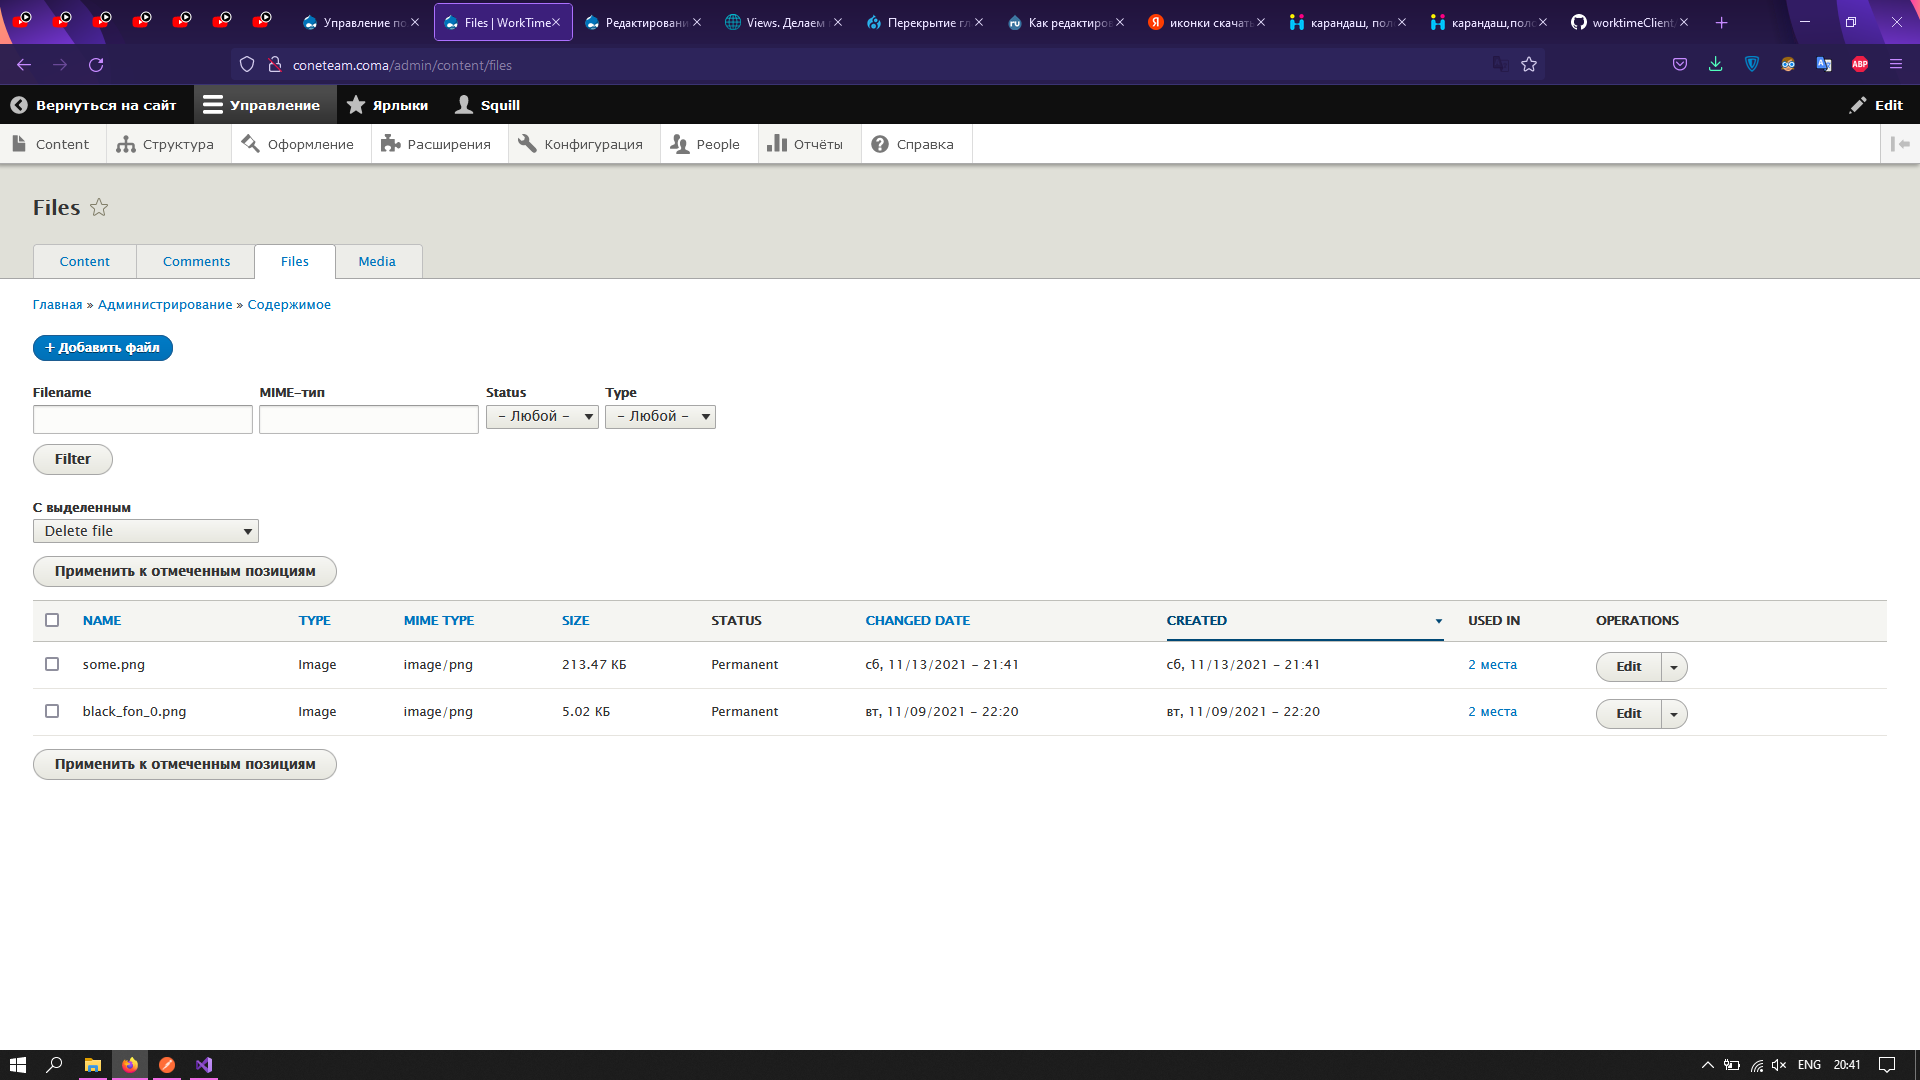 Управление по
Files | WorkTime
Редактировани
Views. Делаем
Перекрытие гл
Как редактиров
иконки скачать
карандаш, пол
карандаш,поло
worktimeClient
coneteam.coma/admin/content/files
Вернуться на сайт
Управление
Ярлыки
Squill
Edit
Content
Структура
Оформление
Расширения
Конфигурация
People
Отчёты
Справка
Files
Content
Comments
Files
Media
Главная » Администрирование » Содержимое
+ Добавить файл
Filename MIME-тип Status Type
- Любой - - Любой -
Filter
С выделенным
Delete file
Применить к отмеченным позициям
NAME TYPE MIME TYPE SIZE STATUS CHANGED DATE CREATED USED IN OPERATIONS
some.png Image image/png 213.47 КБ Permanent сб, 11/13/2021 - 21:41 сб, 11/13/2021 - 21:41 2 места Edit
black_fon_0.png Image image/png 5.02 КБ Permanent вт, 11/09/2021 - 22:20 вт, 11/09/2021 - 22:20 2 места Edit
Применить к отмеченным позициям
ENG 20:41